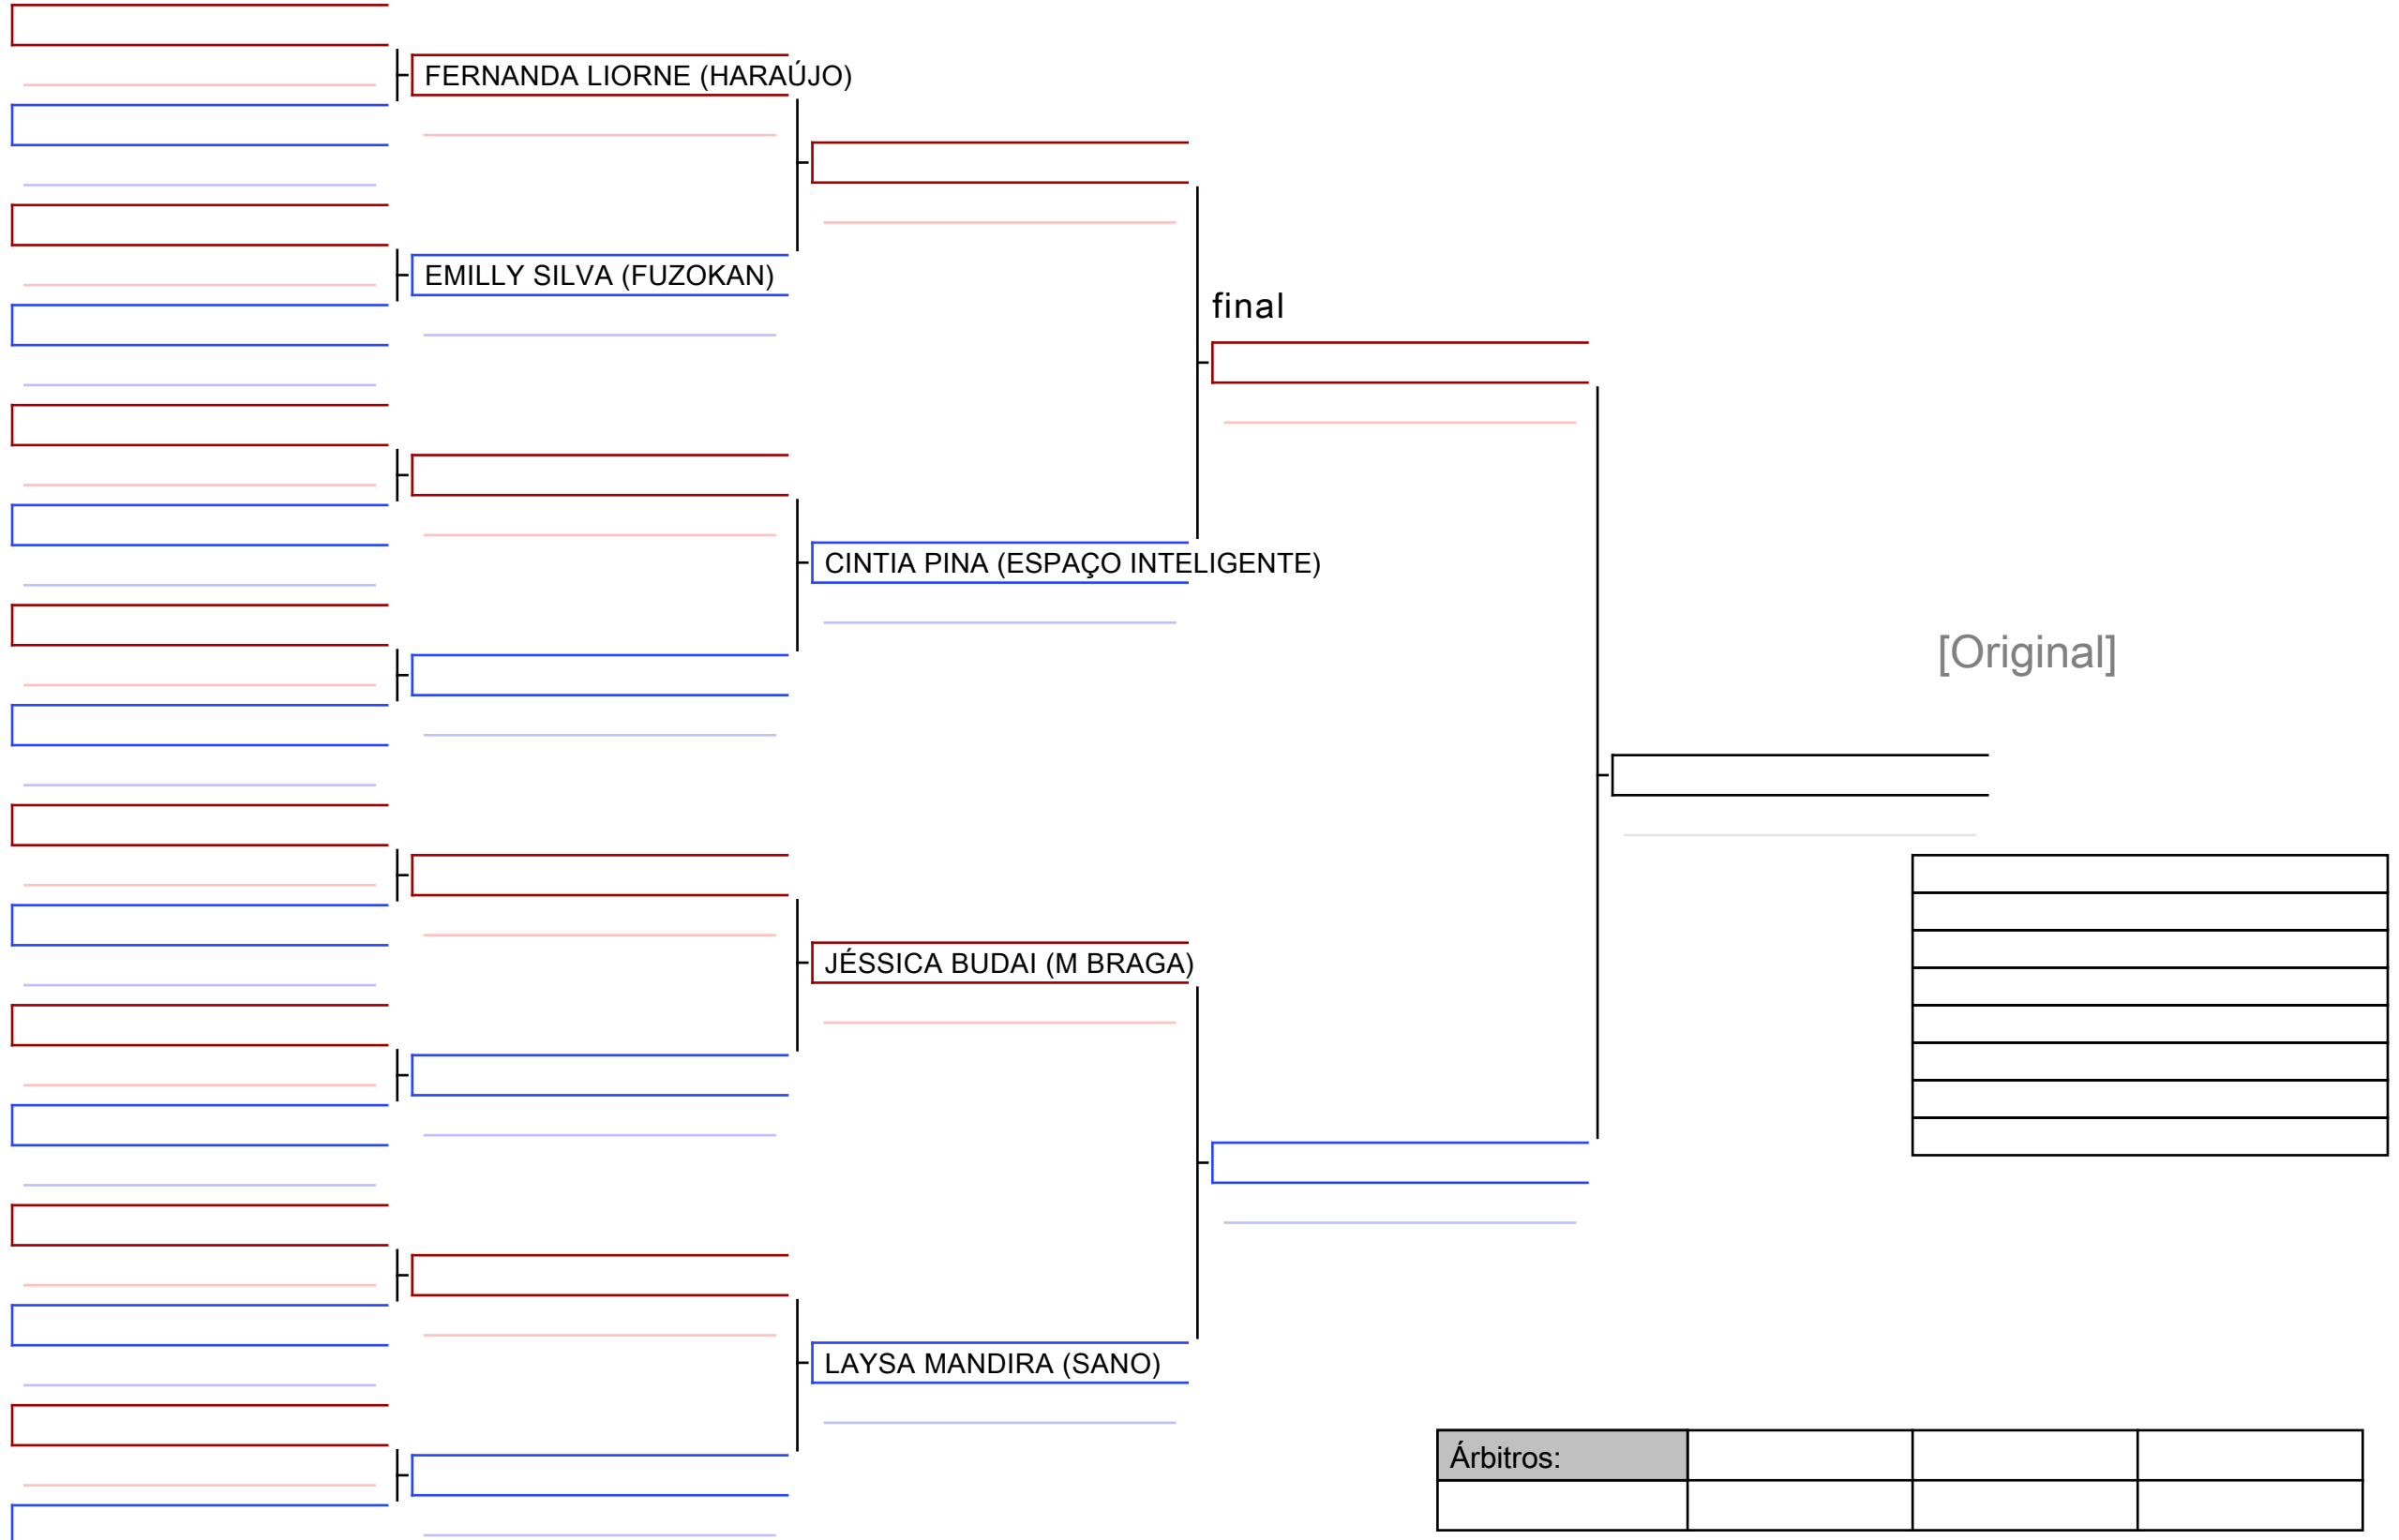 FERNANDA LIORNE (HARAÚJO)
EMILLY SILVA (FUZOKAN)
final
CINTIA PINA (ESPAÇO INTELIGENTE)
[Original]
JÉSSICA BUDAI (M BRAGA)
LAYSA MANDIRA (SANO)
Árbitros: